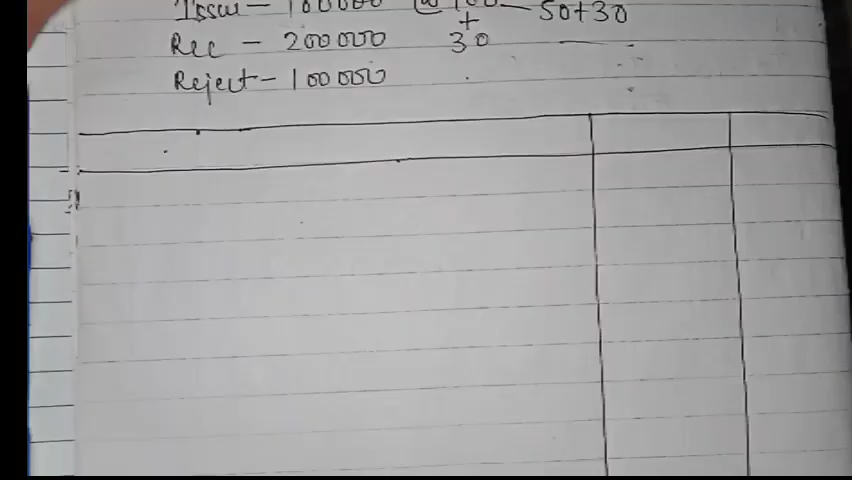 Issue - 100000 @ 100 - 50+30
+
Rec - 200000 30
Reject - 100000